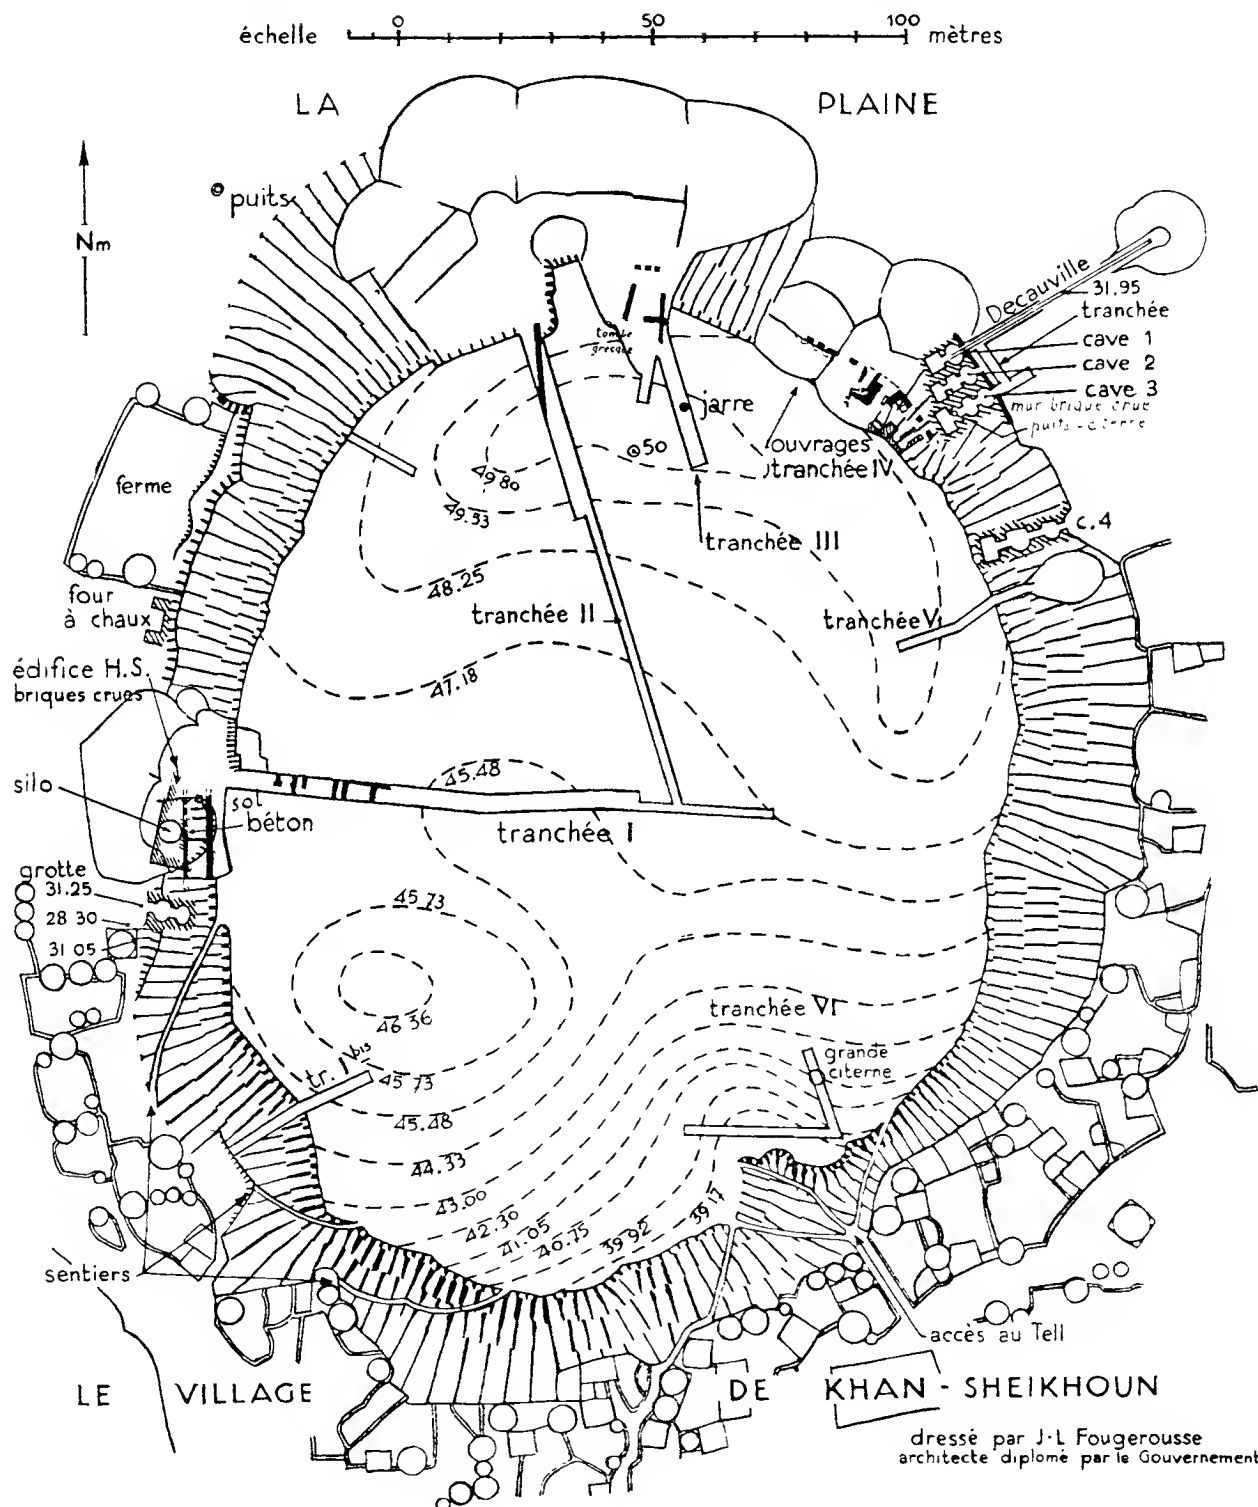 échelle 0 50 100 mètres
LA PLAINE
puits
Nm
Decauville
31.95
tranchée
cave 1
cave 2
cave 3
mur brique crue
puits-citerne
tombe
grecque
jarre
50
ouvrages
tranchée IV
ferme
49.80
49.53
tranchée III
c.4
48.25
four
à chaux
tranchée II
tranchée V
édifice H.S.
briques crues
47.18
45.48
silo
sol
béton
tranchée I
grotte
31.25
28 30
31 05
45.73
46 36
tranchée VI
grande
citerne
tr. I bis
45.73
45.48
44.33
43.00
42.30
41.05
40.75
39.92
39.17
sentiers
accès au Tell
LE VILLAGE DE KHAN-SHEIKHOUN
dressé par J.L Fougerousse
architecte diplomé par le Gouvernement